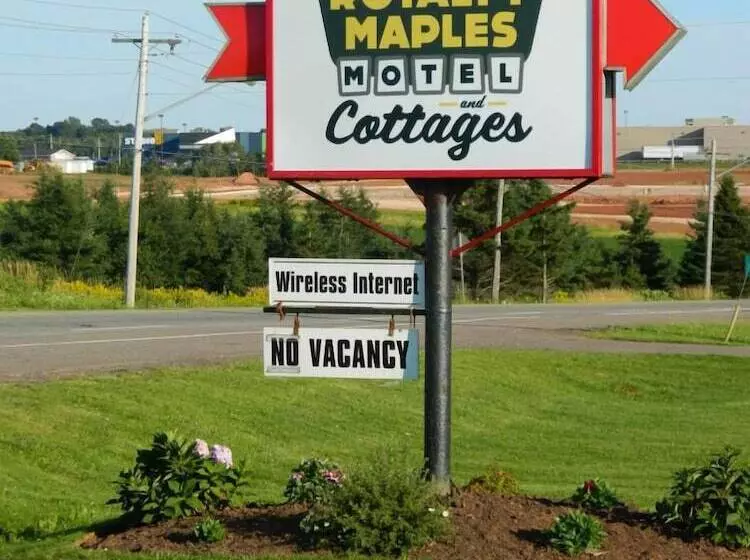 ROYALTY
MAPLES
MOTEL
and
Cottages
Wireless Internet
NO VACANCY